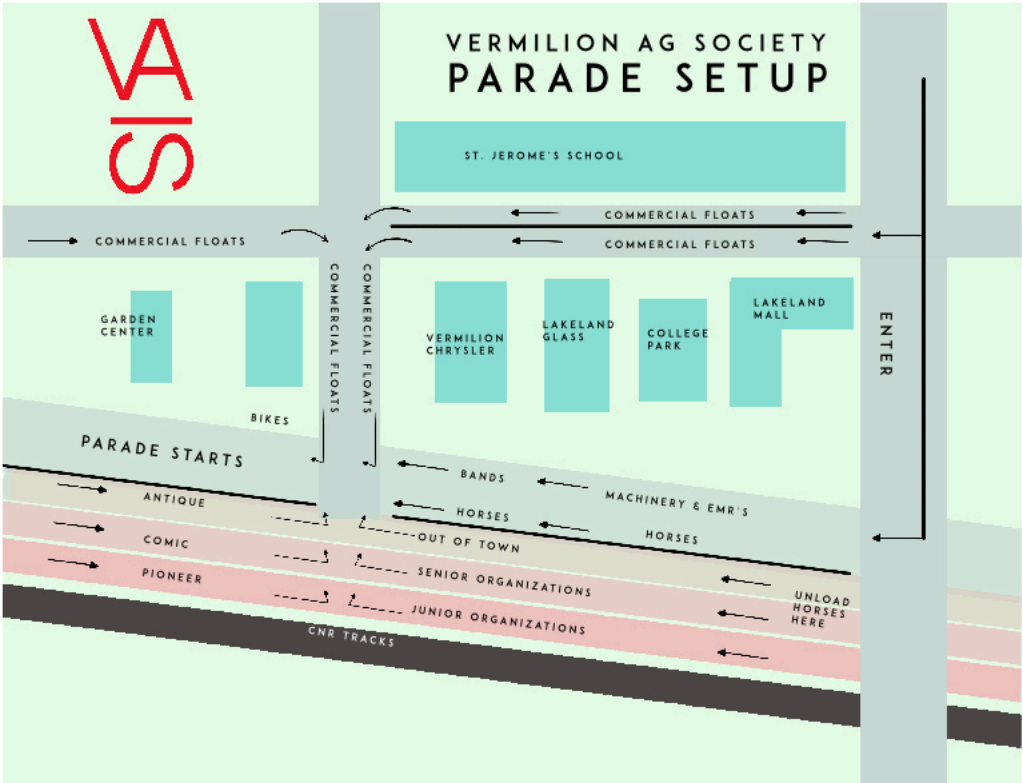 VA
SI
VERMILION AG SOCIETY
PARADE SETUP
ST. JEROME'S SCHOOL
COMMERCIAL FLOATS
COMMERCIAL FLOATS
COMMERCIAL FLOATS
COMMERCIAL FLOATS
COMMERCIAL FLOATS
GARDEN
CENTER
VERMILION
CHRYSLER
LAKELAND
GLASS
COLLEGE
PARK
LAKELAND
MALL
ENTER
BIKES
PARADE STARTS
BANDS
MACHINERY & EMR'S
HORSES
HORSES
ANTIQUE
OUT OF TOWN
COMIC
SENIOR ORGANIZATIONS
PIONEER
JUNIOR ORGANIZATIONS
UNLOAD
HORSES
HERE
CNR TRACKS